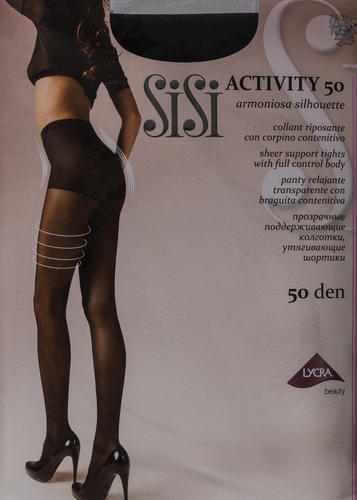 SiSi
ACTIVITY 50
armoniosa silhouette
collant riposante
con corpino contenitivo
sheer support tights
with full control body
panty relajante
transparente con
braguita contenitiva
прозрачные
поддерживающие
колготки,
утягивающие
шортики
50 den
LYCRA
beauty